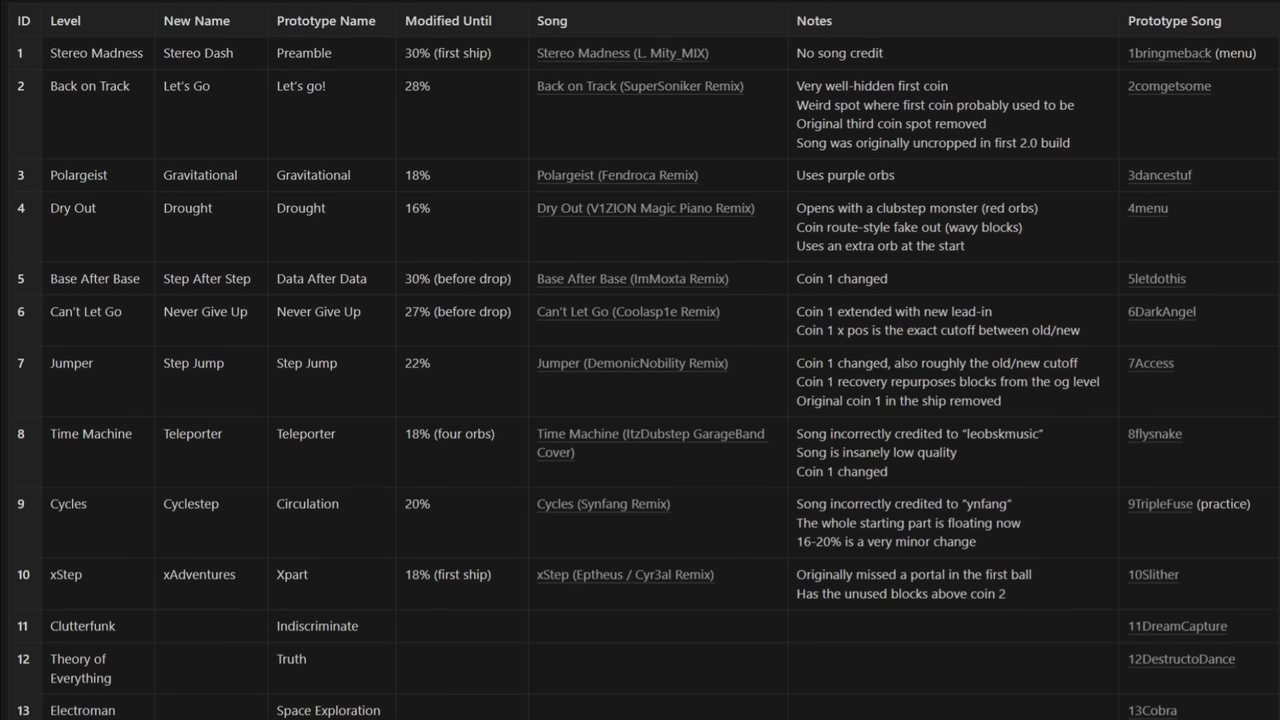 ID Level New Name Prototype Name Modified Until Song Notes Prototype Song
1 Stereo Madness Stereo Dash Preamble 30% (first ship) Stereo Madness (L. Mity_MIX) No song credit 1bringmeback (menu)
2 Back on Track Let's Go Let's go! 28% Back on Track (SuperSoniker Remix) Very well-hidden first coin 2comgetsome
Weird spot where first coin probably used to be
Original third coin spot removed
Song was originally uncropped in first 2.0 build
3 Polargeist Gravitational Gravitational 18% Polargeist (Fendroca Remix) Uses purple orbs 3dancestuf
4 Dry Out Drought Drought 16% Dry Out (V1ZION Magic Piano Remix) Opens with a clubstep monster (red orbs) 4menu
Coin route-style fake out (wavy blocks)
Uses an extra orb at the start
5 Base After Base Step After Step Data After Data 30% (before drop) Base After Base (ImMoxta Remix) Coin 1 changed 5letdothis
6 Can't Let Go Never Give Up Never Give Up 27% (before drop) Can't Let Go (Coolasp1e Remix) Coin 1 extended with new lead-in 6DarkAngel
Coin 1 x pos is the exact cutoff between old/new
7 Jumper Step Jump Step Jump 22% Jumper (DemonicNobility Remix) Coin 1 changed, also roughly the old/new cutoff 7Access
Coin 1 recovery repurposes blocks from the og level
Original coin 1 in the ship removed
8 Time Machine Teleporter Teleporter 18% (four orbs) Time Machine (ItzDubstep GarageBand Song incorrectly credited to "leobskmusic" 8flysnake
Cover) Song is insanely low quality
Coin 1 changed
9 Cycles Cyclestep Circulation 20% Cycles (Synfang Remix) Song incorrectly credited to "ynfang" 9TripleFuse (practice)
The whole starting part is floating now
16-20% is a very minor change
10 xStep xAdventures Xpart 18% (first ship) xStep (Eptheus / Cyr3al Remix) Originally missed a portal in the first ball 10Slither
Has the unused blocks above coin 2
11 Clutterfunk Indiscriminate 11DreamCapture
12 Theory of Truth 12DestructoDance
Everything
13 Electroman Space Exploration 13Cobra